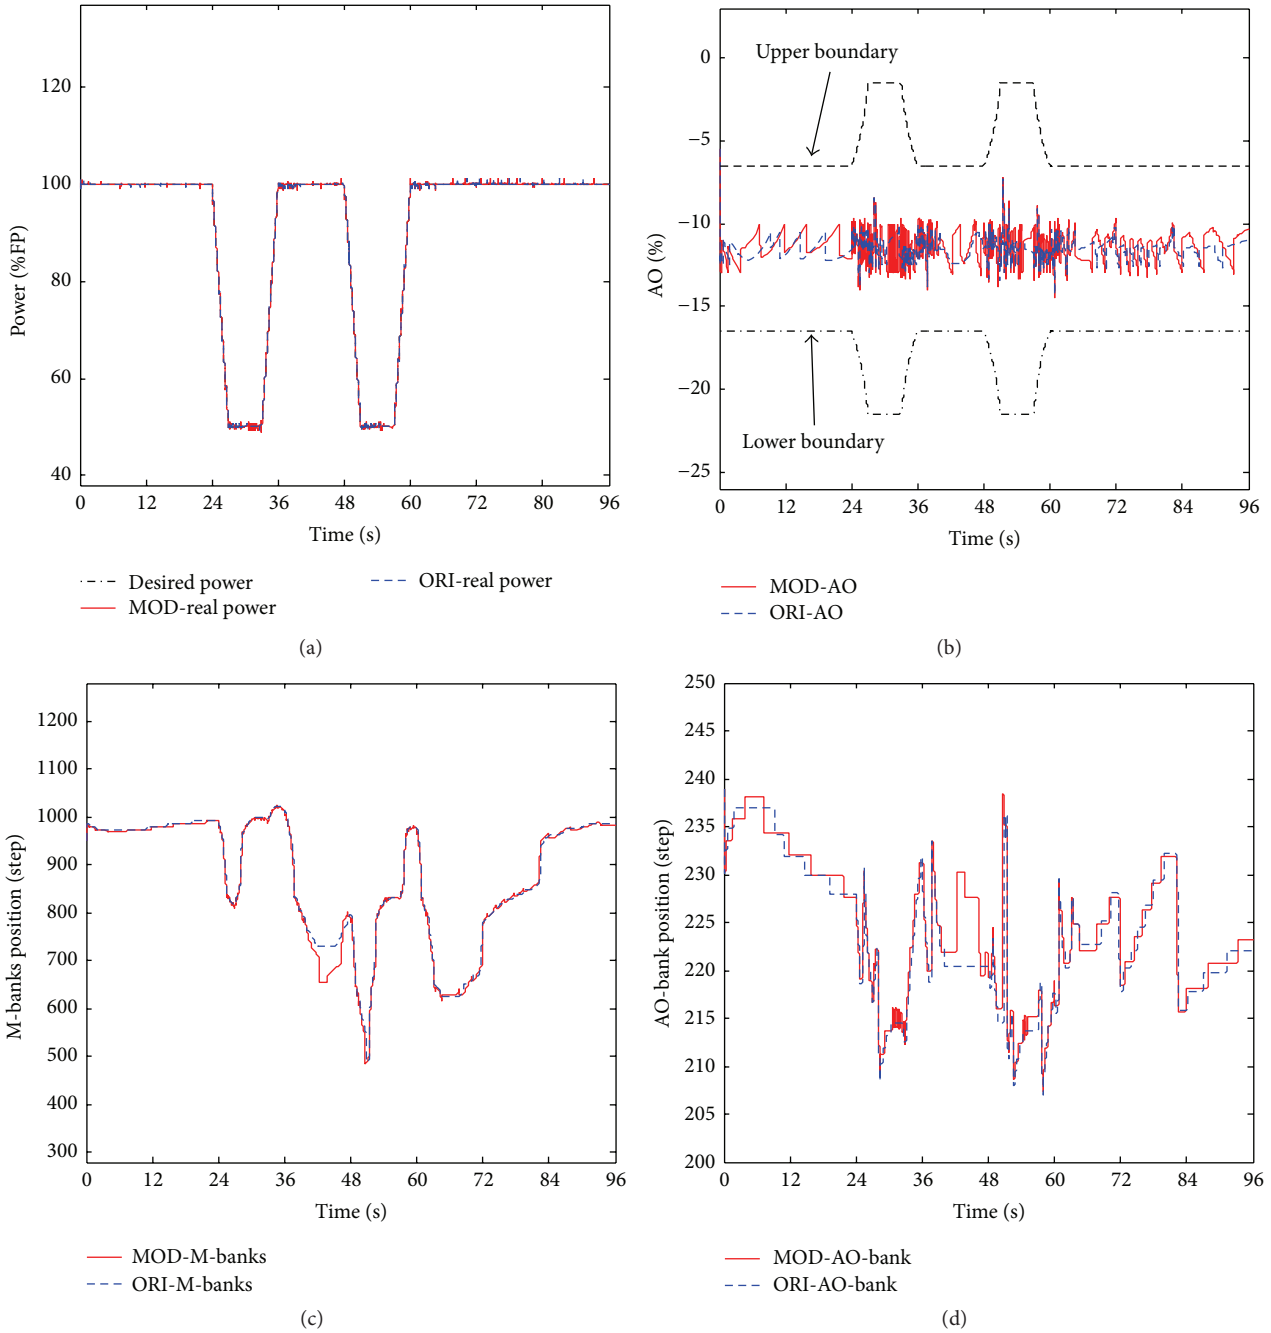 120
100
80
60
40
Power (%FP)
0 12 24 36 48 60 72 80 96
Time (s)
Desired power
MOD-real power
ORI-real power
(a)
0
−5
−10
−15
−20
−25
AO (%)
Upper boundary
Lower boundary
0 12 24 36 48 60 72 84 96
Time (s)
MOD-AO
ORI-AO
(b)
1200
1100
1000
900
800
700
600
500
400
300
M-banks position (step)
0 12 24 36 48 60 72 84 96
Time (s)
MOD-M-banks
ORI-M-banks
(c)
250
245
240
235
230
225
220
215
210
205
200
AO-bank position (step)
0 12 24 36 48 60 72 84 96
Time (s)
MOD-AO-bank
ORI-AO-bank
(d)